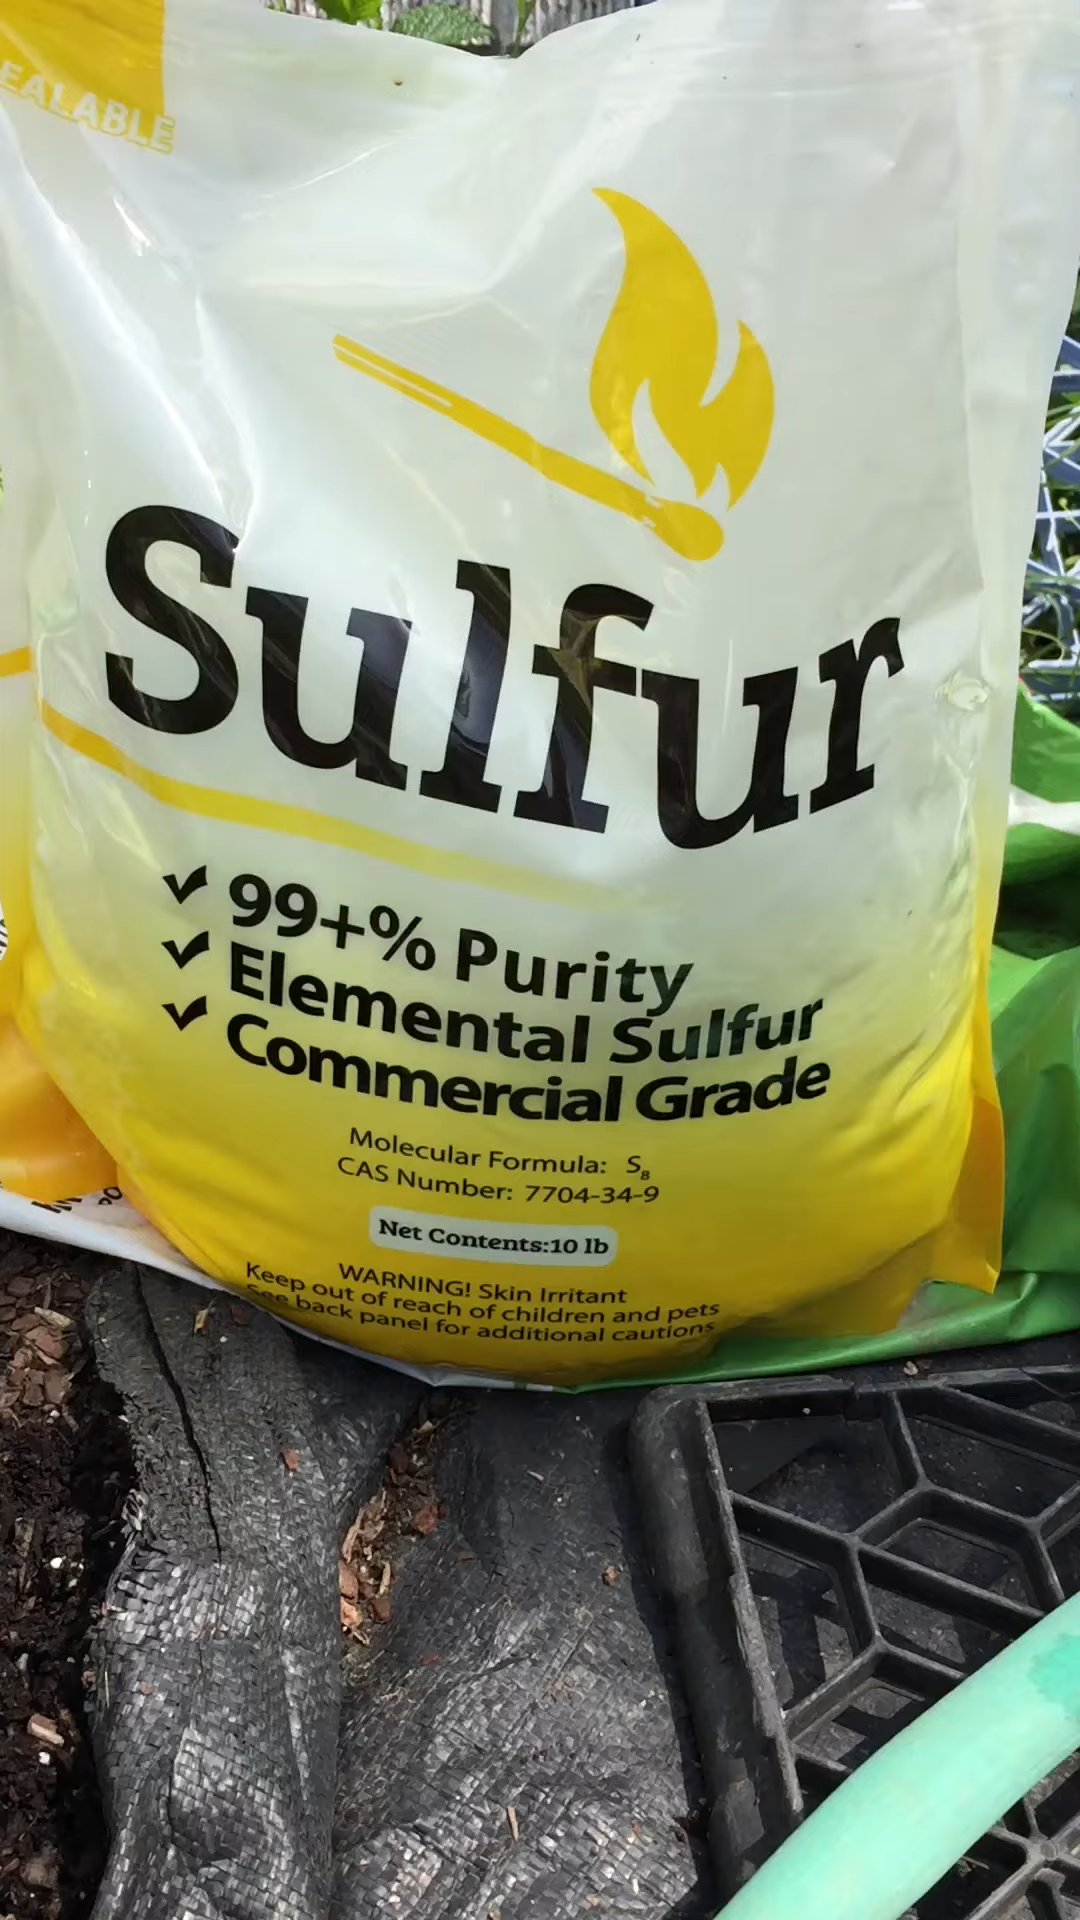 EALABLE
Sulfur
✓ 99+% Purity
✓ Elemental Sulfur
✓ Commercial Grade
Molecular Formula: S₈
CAS Number: 7704-34-9
Net Contents:10 lb
WARNING! Skin Irritant
Keep out of reach of children and pets
See back panel for additional cautions